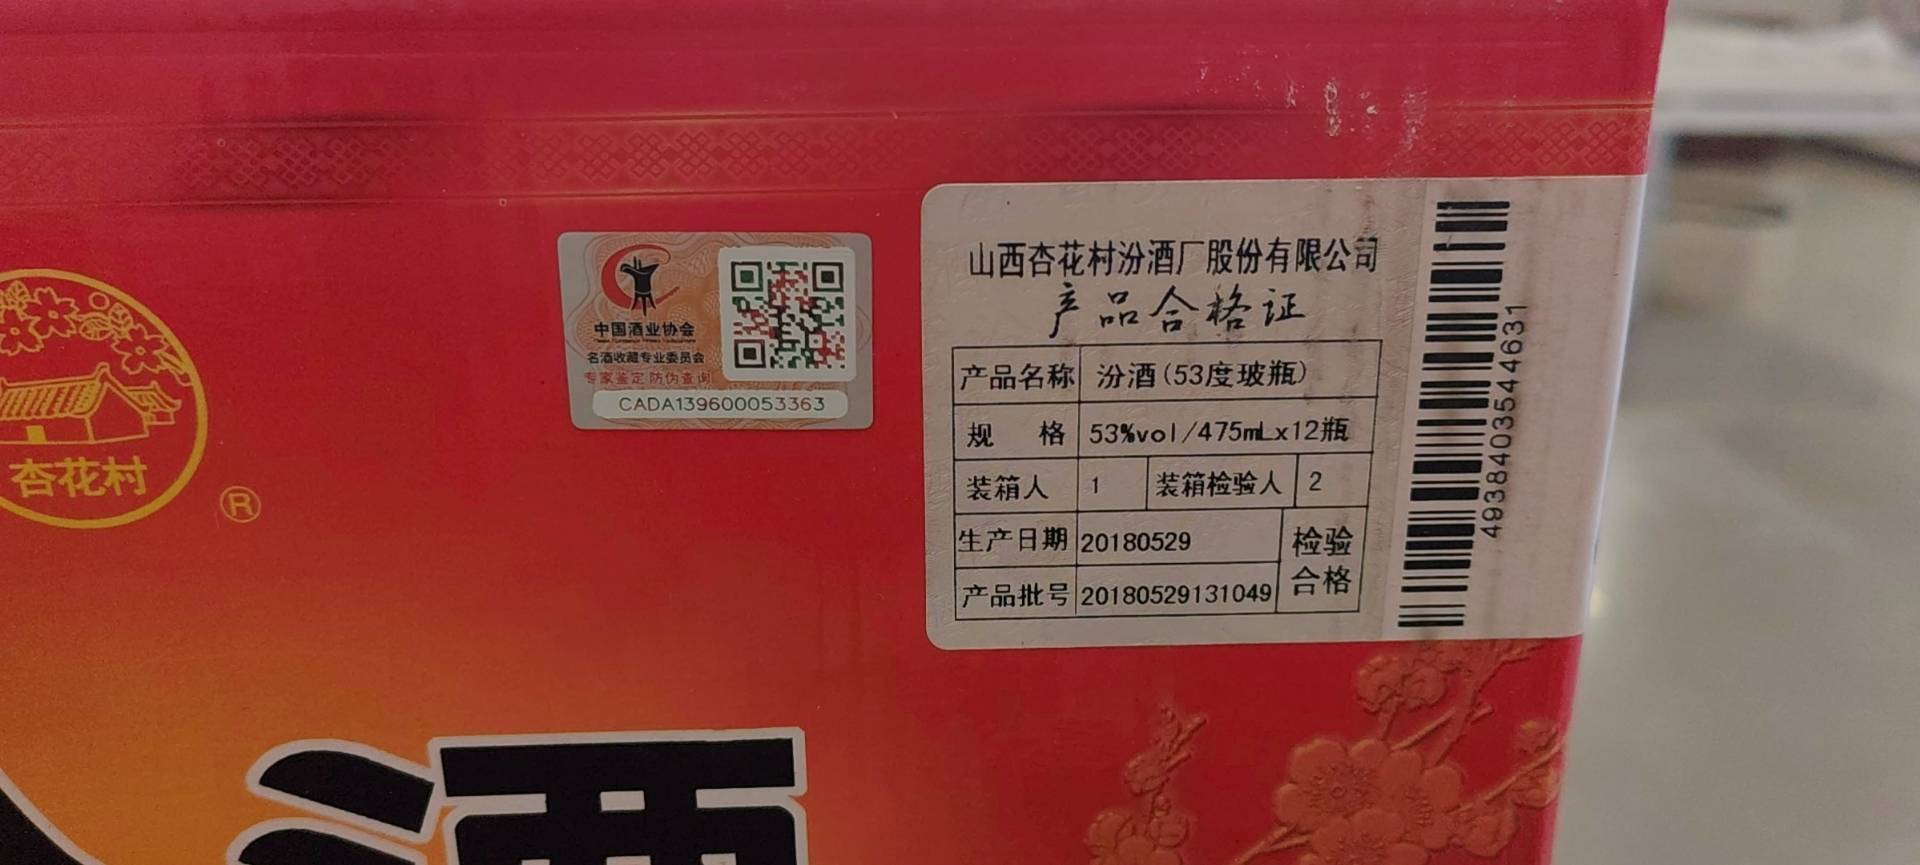 杏花村
®
酒
中国酒业协会
名酒收藏专业委员会
专家鉴定 防伪查询
CADA139600053363
山西杏花村汾酒厂股份有限公司
产品合格证
产品名称 汾酒(53度玻瓶)
规 格 53%vol/475mLx12瓶
装箱人 1 装箱检验人 2
生产日期 20180529 检验
产品批号 20180529131049 合格
4938403544631